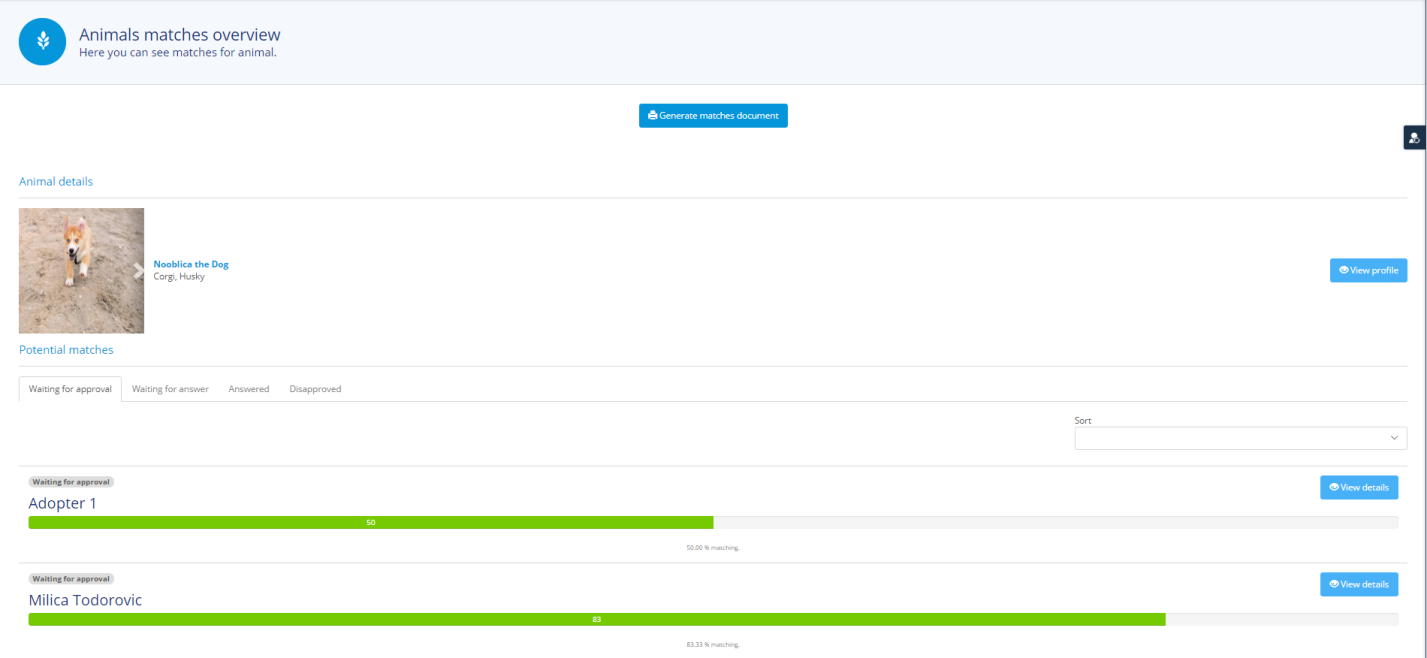 Animals matches overview
Here you can see matches for animal.
Generate matches document
Animal details
Nooblica the Dog
Corgi, Husky
View profile
Potential matches
Waiting for approval Waiting for answer Answered Disapproved
Sort
Waiting for approval
View details
Adopter 1
50
50.00 % matching.
Waiting for approval
View details
Milica Todorovic
83
83.33 % matching.